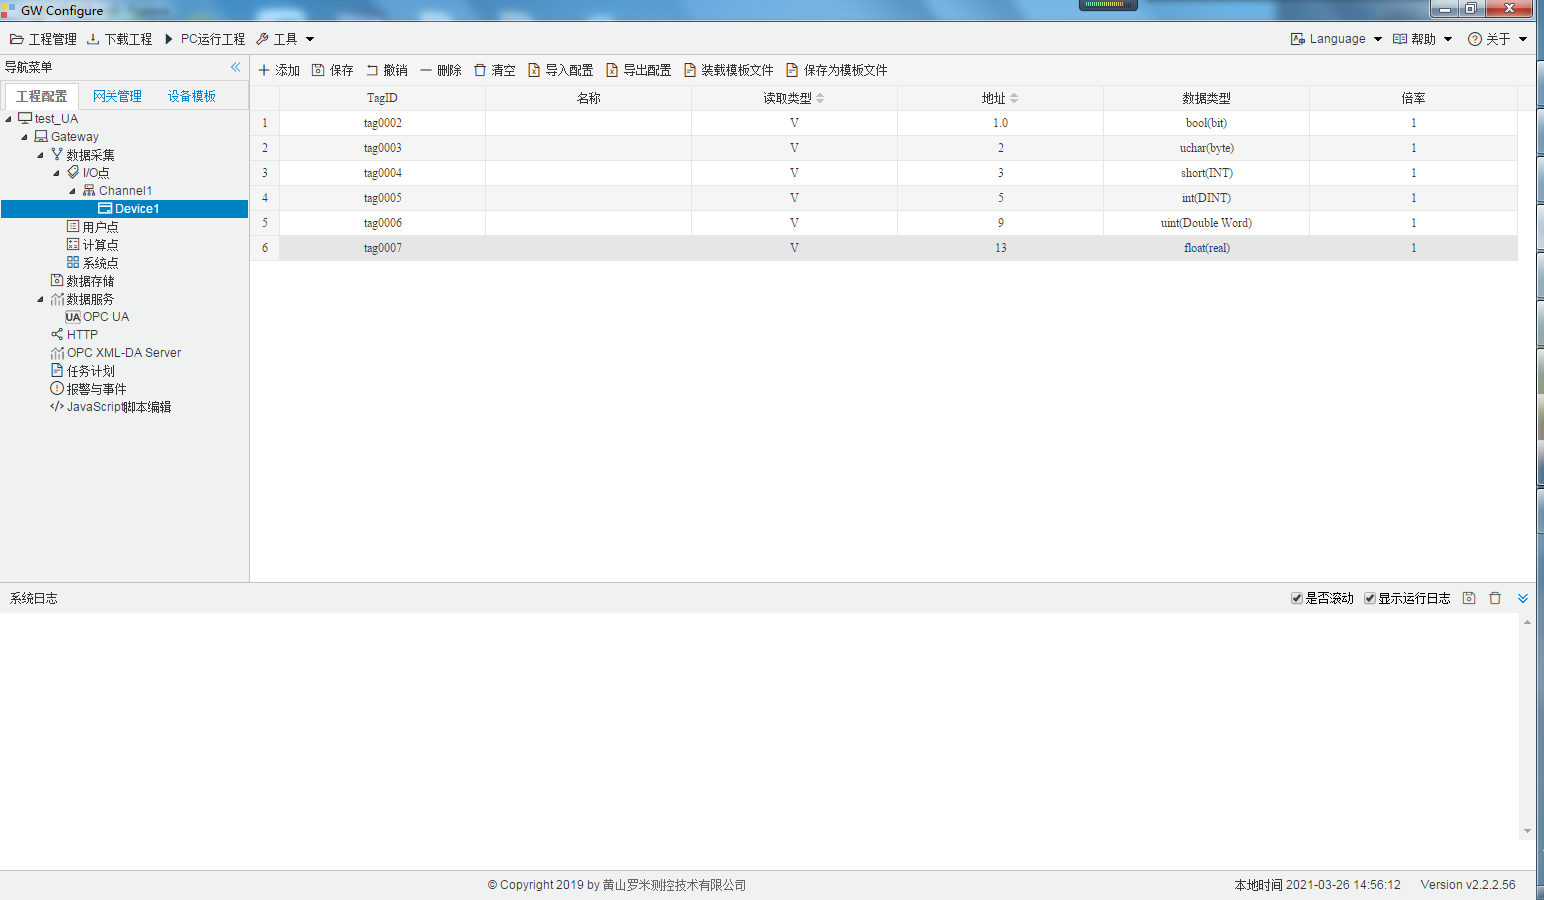 GW Configure
工程管理 下载工程 PC运行工程 工具 Language 帮助 关于
导航菜单
添加 保存 撤销 删除 清空 导入配置 导出配置 装载模板文件 保存为模板文件
工程配置 网关管理 设备模板
test_UA
Gateway
数据采集
I/O点
Channel1
Device1
用户点
计算点
系统点
数据存储
数据服务
UA OPC UA
HTTP
OPC XML-DA Server
任务计划
报警与事件
JavaScript脚本编辑
TagID 名称 读取类型 地址 数据类型 倍率
1 tag0002 V 1.0 bool(bit) 1
2 tag0003 V 2 uchar(byte) 1
3 tag0004 V 3 short(INT) 1
4 tag0005 V 5 int(DINT) 1
5 tag0006 V 9 uint(Double Word) 1
6 tag0007 V 13 float(real) 1
系统日志 是否滚动 显示运行日志
© Copyright 2019 by 黄山罗米测控技术有限公司 本地时间 2021-03-26 14:56:12 Version v2.2.2.56